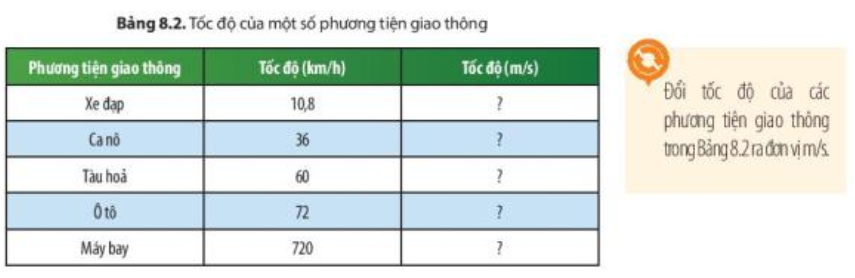 Bảng 8.2. Tốc độ của một số phương tiện giao thông
Phương tiện giao thông Tốc độ (km/h) Tốc độ (m/s)
Xe đạp 10,8 ?
Ca nô 36 ?
Tàu hoả 60 ?
Ô tô 72 ?
Máy bay 720 ?
Đổi tốc độ của các
phương tiện giao thông
trong Bảng 8.2 ra đơn vị m/s.